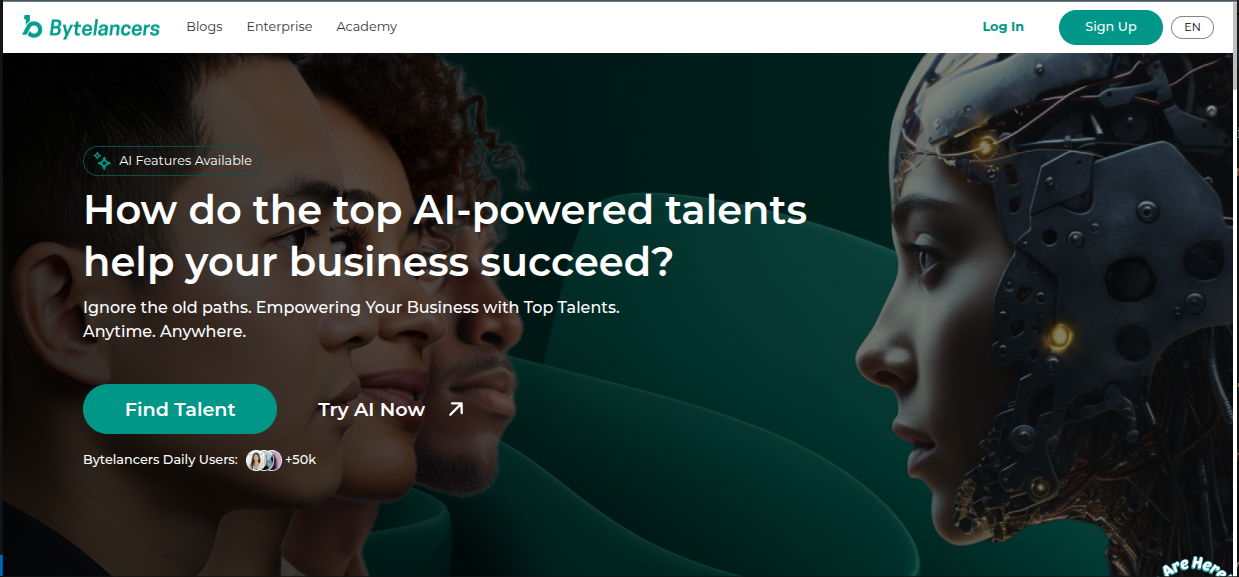 Bytelancers
Blogs
Enterprise
Academy
Log In
Sign Up
EN
AI Features Available
How do the top AI-powered talents
help your business succeed?
Ignore the old paths. Empowering Your Business with Top Talents.
Anytime. Anywhere.
Find Talent
Try AI Now
Bytelancers Daily Users:
+50k
Are Here